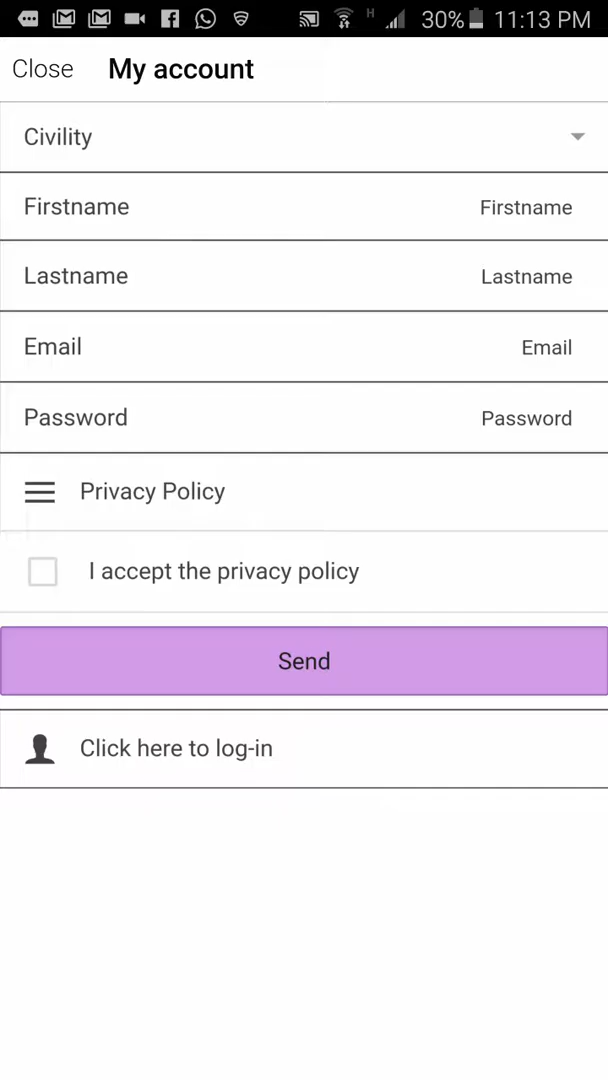 H 30% 11:13 PM
Close My account
Civility
Firstname Firstname
Lastname Lastname
Email Email
Password Password
Privacy Policy
I accept the privacy policy
Send
Click here to log-in